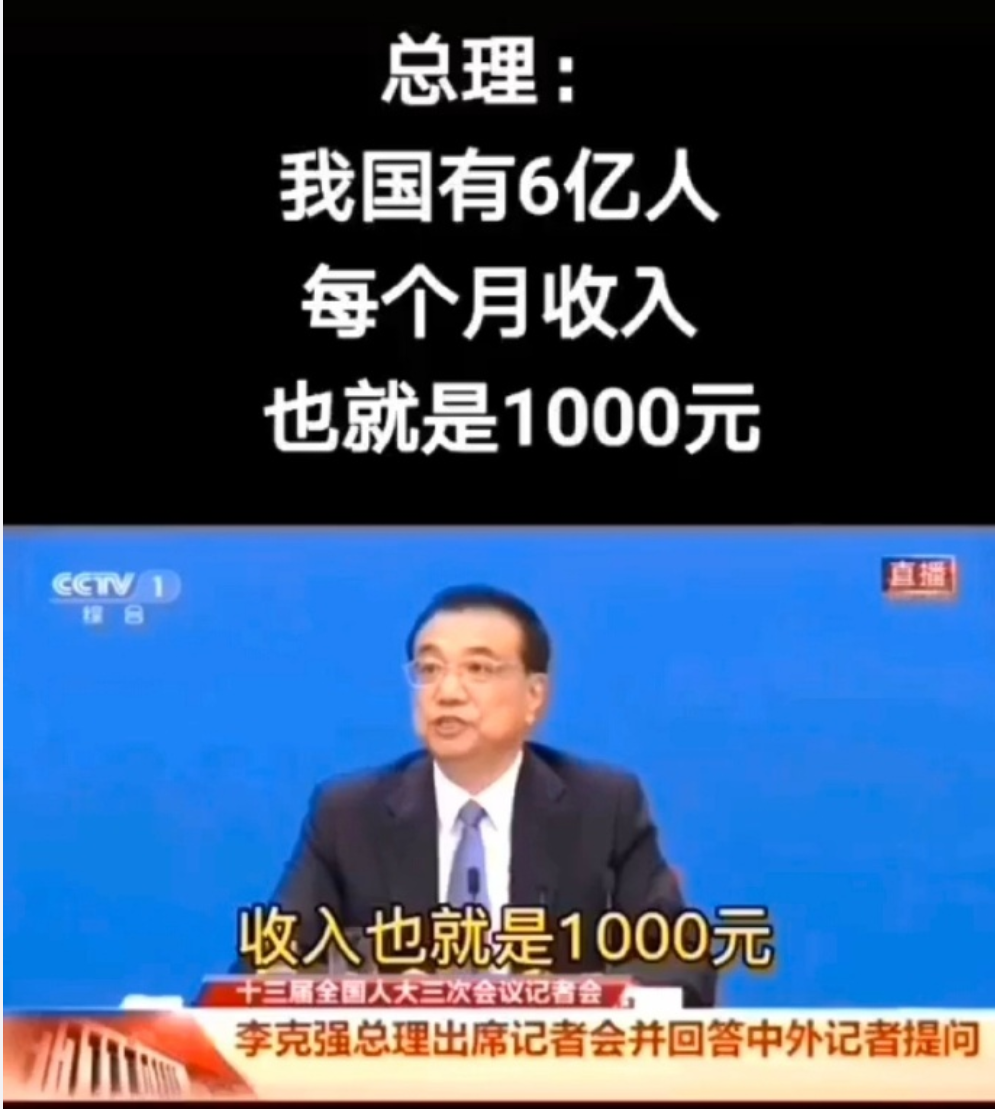 总理：
我国有6亿人
每个月收入
也就是1000元
CCTV 1
综合
直播
收入也就是1000元
十三届全国人大三次会议记者会
李克强总理出席记者会并回答中外记者提问